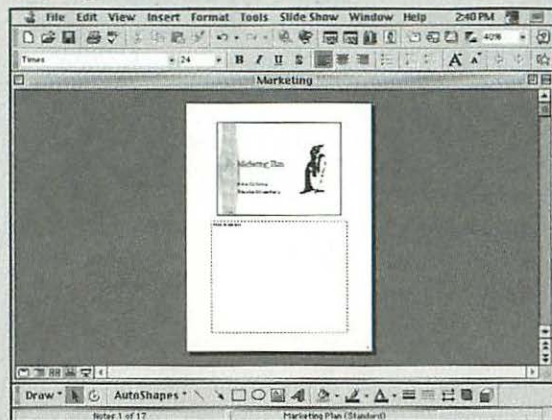 File Edit View Insert Format Tools Slide Show Window Help 2:40 PM
40%
Times 24 B I U S A A
Marketing
Marketing Plan
Draw AutoShapes A A
Notes 1 of 17 Marketing Plan (Standard)